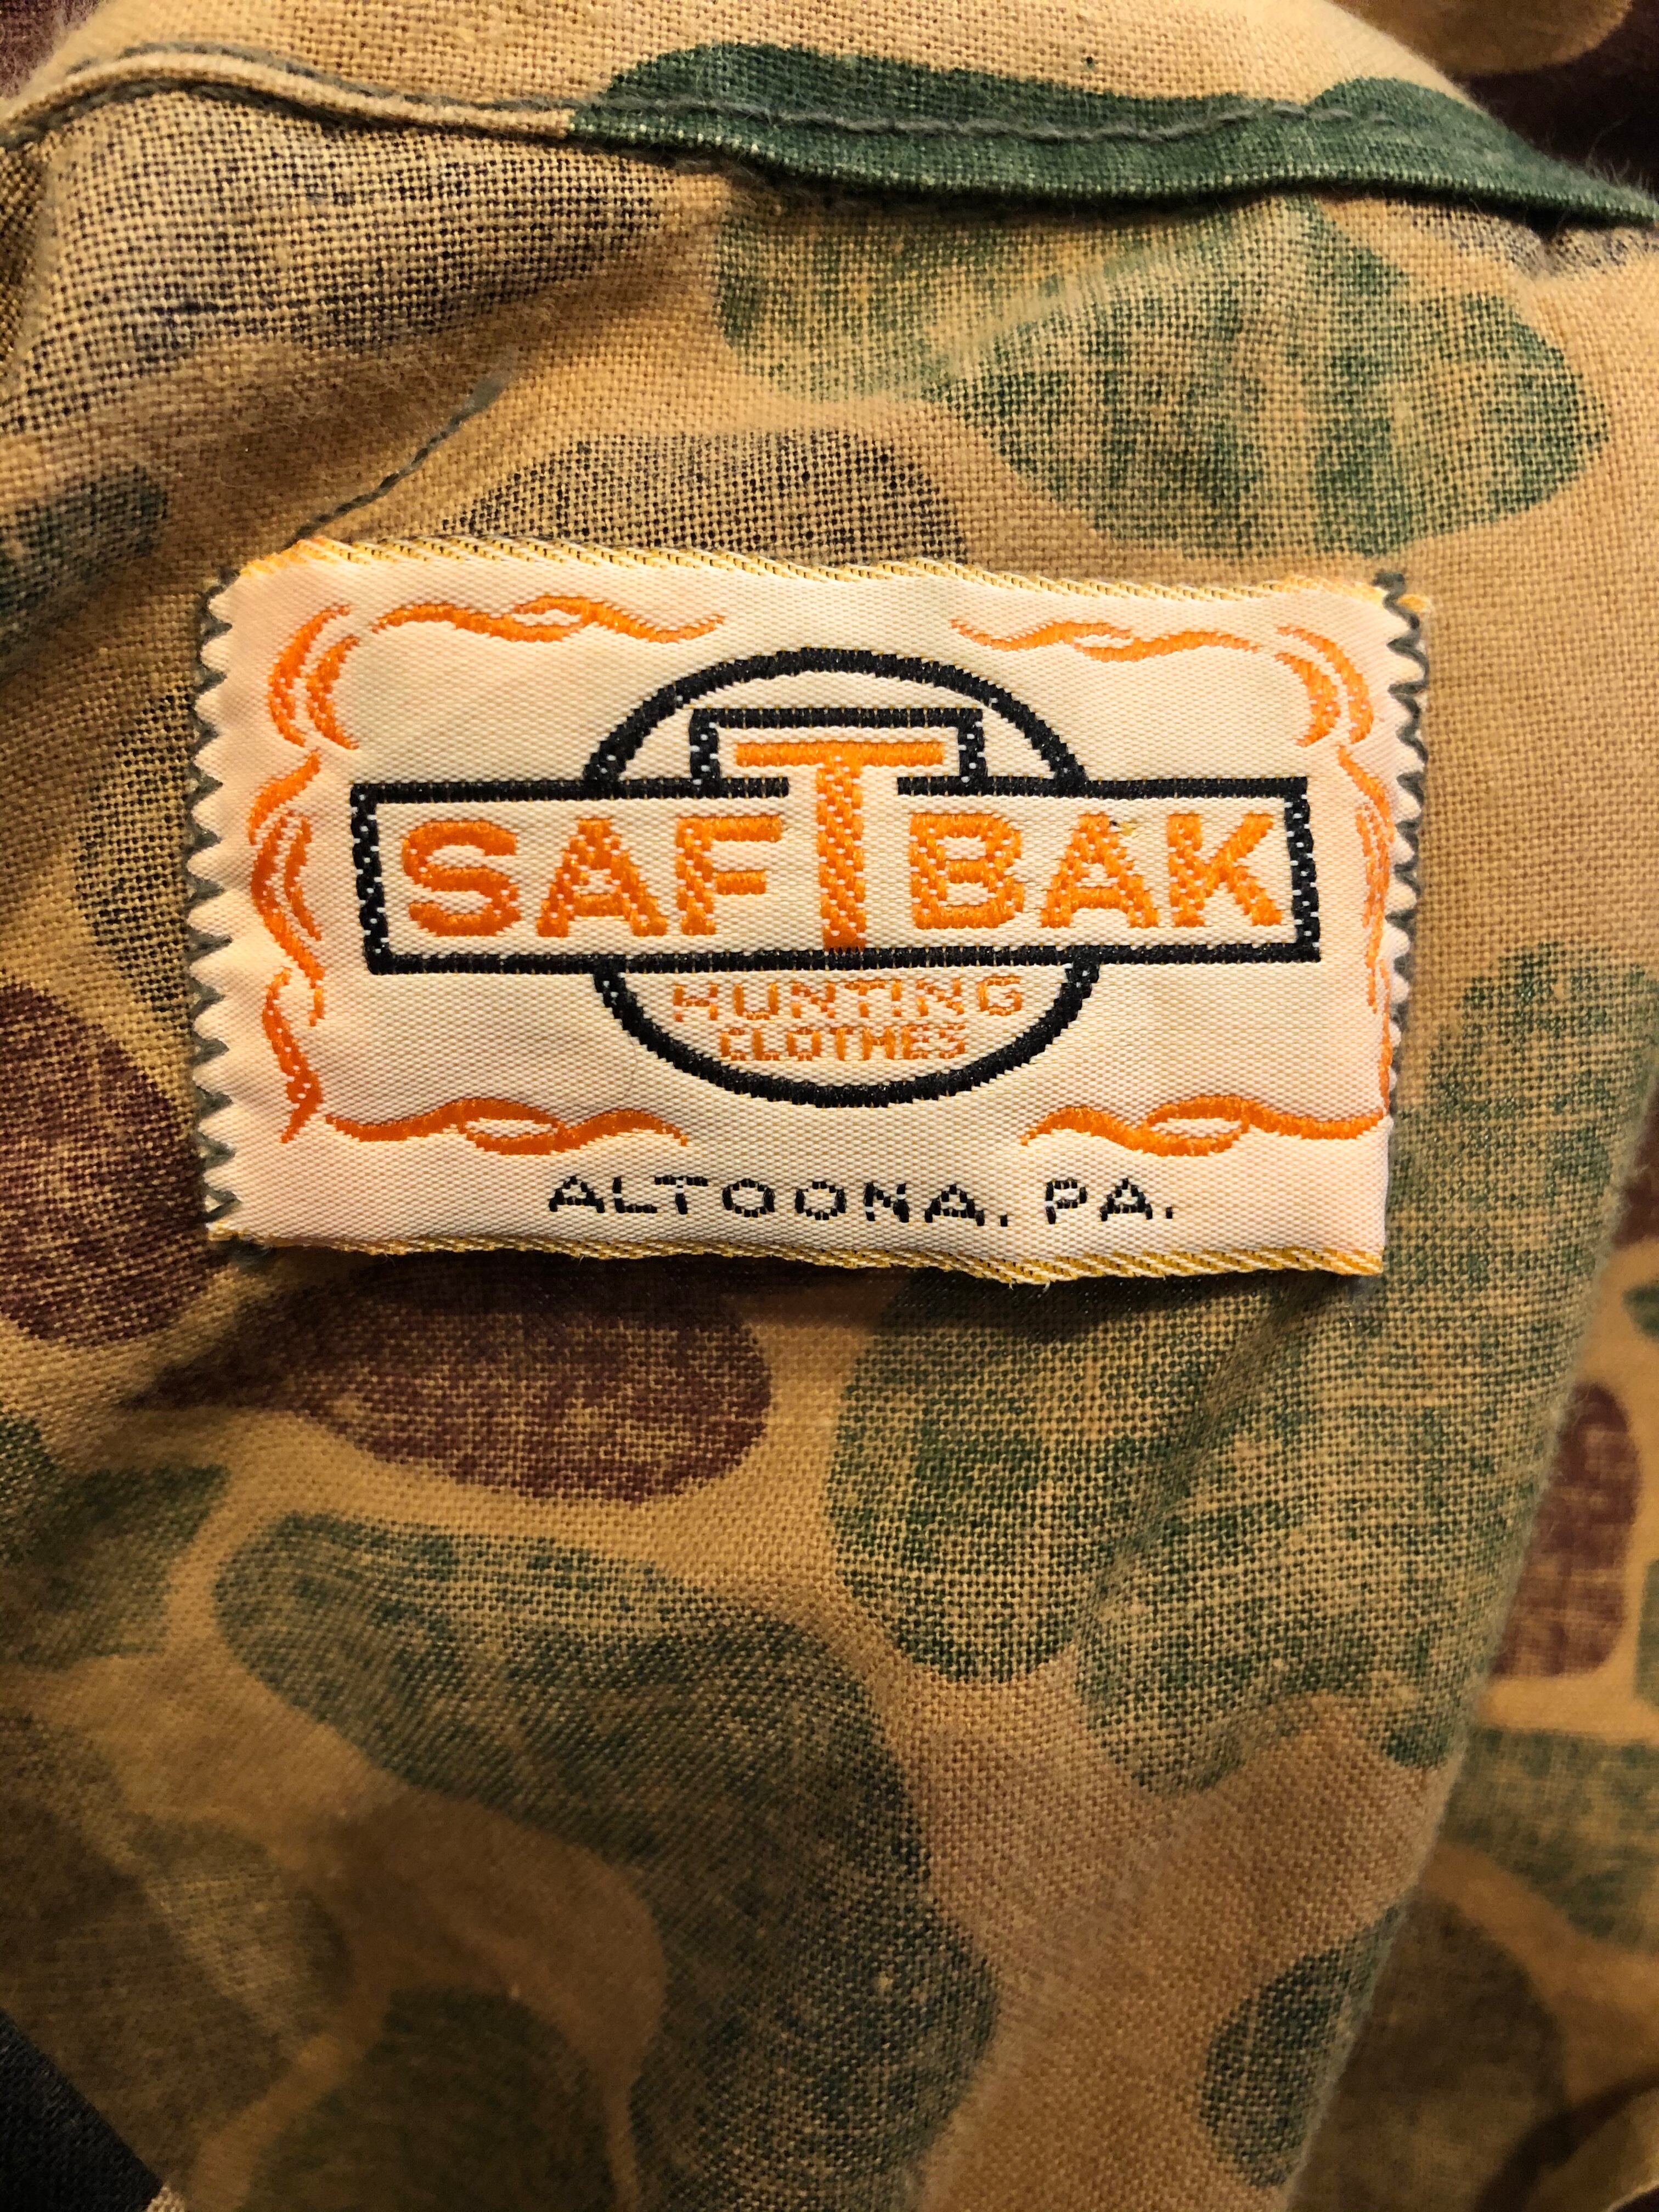 SAFTBAK
HUNTING
CLOTHES
ALTOONA, PA.